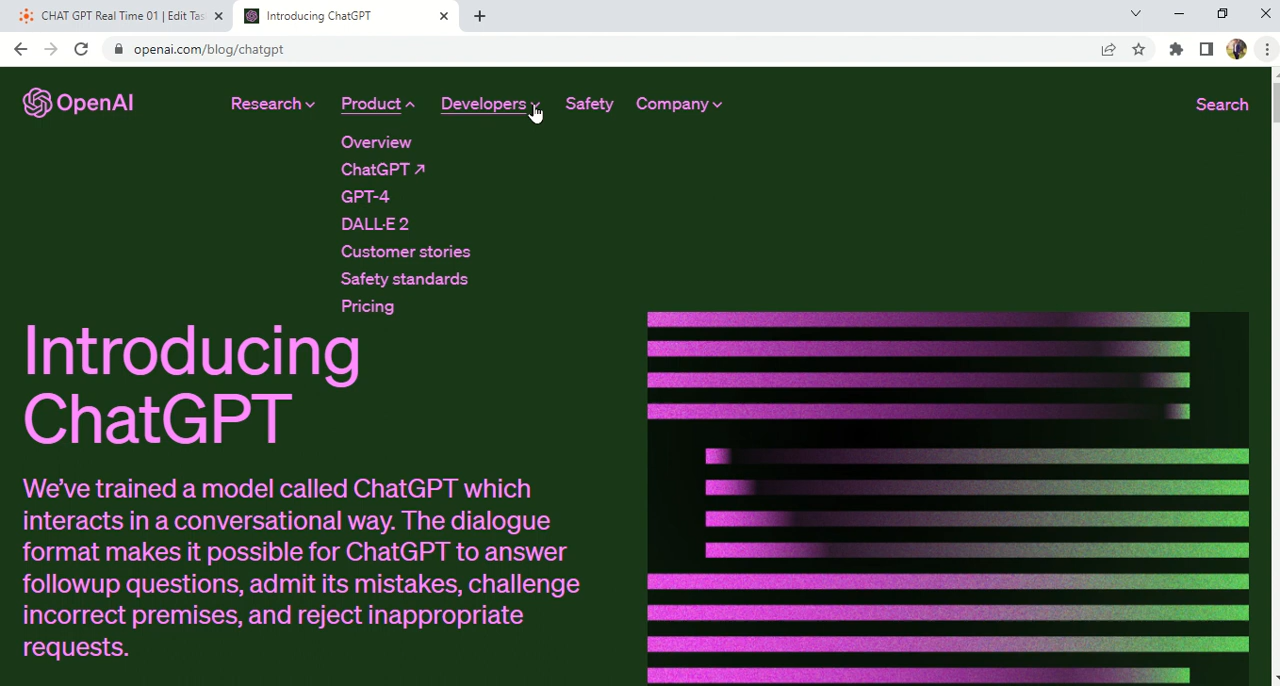 CHAT GPT Real Time 01 | Edit Tas
Introducing ChatGPT
openai.com/blog/chatgpt
OpenAI
Research Product Developers Safety Company Search
Overview
ChatGPT ↗
GPT-4
DALL·E 2
Customer stories
Safety standards
Pricing
Introducing
ChatGPT
We've trained a model called ChatGPT which
interacts in a conversational way. The dialogue
format makes it possible for ChatGPT to answer
followup questions, admit its mistakes, challenge
incorrect premises, and reject inappropriate
requests.